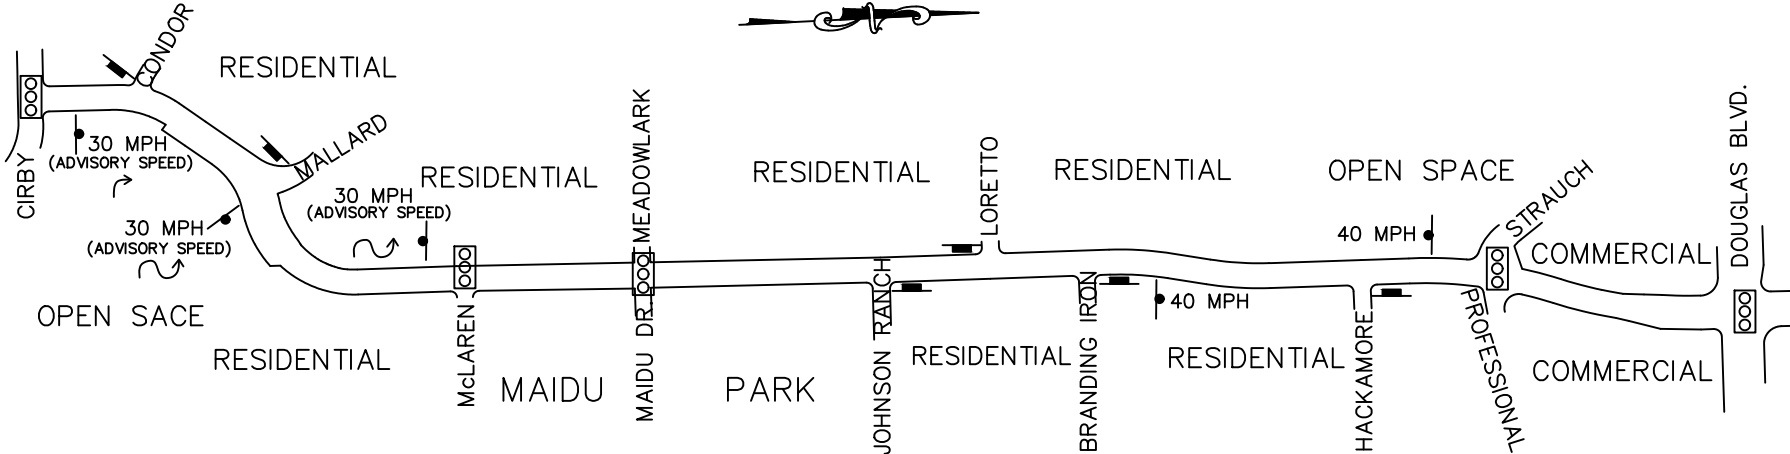 CONDOR
RESIDENTIAL
CIRBY
30 MPH
(ADVISORY SPEED)
MALLARD
30 MPH
(ADVISORY SPEED)
30 MPH
(ADVISORY SPEED)
RESIDENTIAL
OPEN SACE
RESIDENTIAL
McLAREN
MAIDU
MEADOWLARK
MAIDU DR.
RESIDENTIAL
PARK
JOHNSON RANCH
LORETTO
RESIDENTIAL
RESIDENTIAL
BRANDING IRON
40 MPH
RESIDENTIAL
OPEN SPACE
40 MPH
HACKAMORE
STRAUCH
PROFESSIONAL
COMMERCIAL
COMMERCIAL
DOUGLAS BLVD.